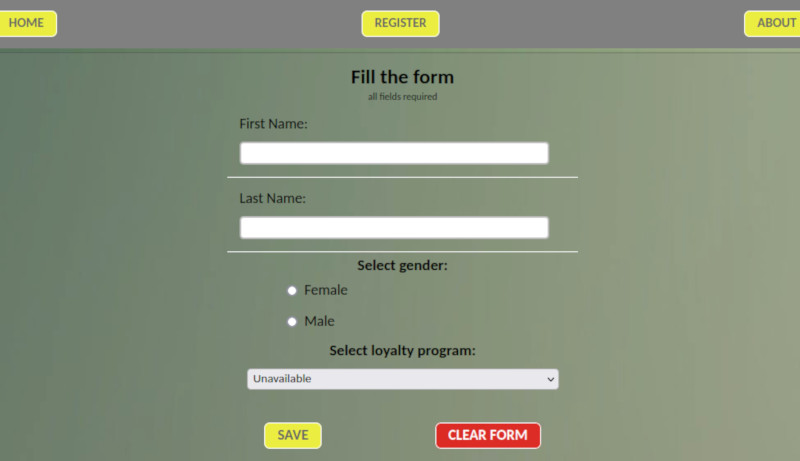 HOME REGISTER ABOUT
Fill the form
all fields required
First Name:
Last Name:
Select gender:
Female
Male
Select loyalty program:
Unavailable
SAVE CLEAR FORM